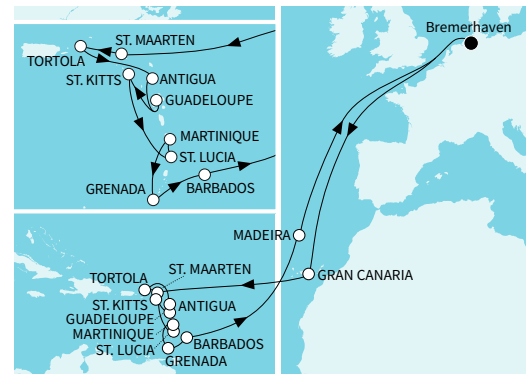 Bremerhaven
ST. MAARTEN
TORTOLA
ST. KITTS
ANTIGUA
GUADELOUPE
MARTINIQUE
ST. LUCIA
GRENADA
BARBADOS
MADEIRA
GRAN CANARIA
ST. MAARTEN
TORTOLA
ST. KITTS
ANTIGUA
GUADELOUPE
MARTINIQUE
BARBADOS
ST. LUCIA
GRENADA